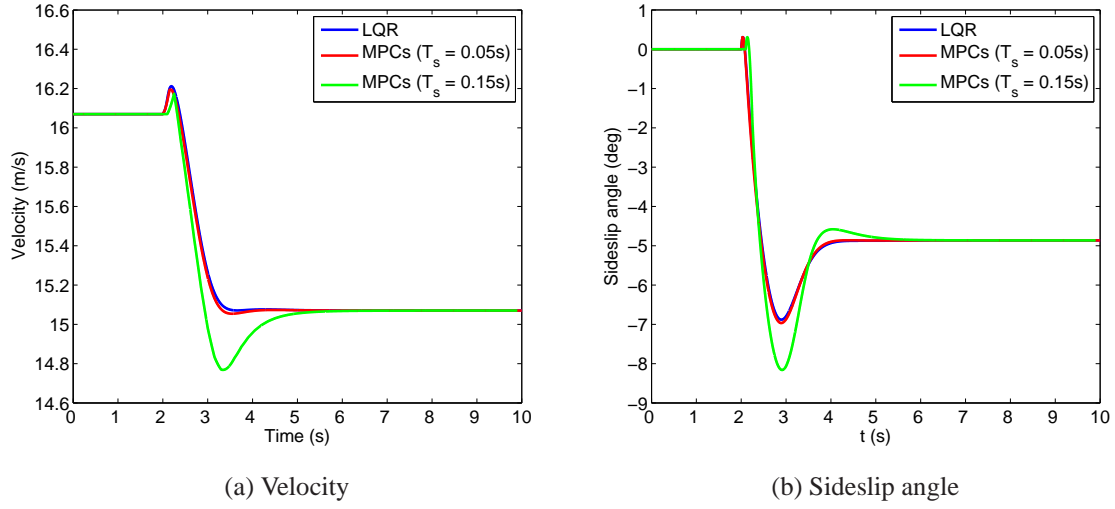 16.6
16.4
16.2
16
15.8
15.6
15.4
15.2
15
14.8
14.6
0 1 2 3 4 5 6 7 8 9 10
Velocity (m/s)
Time (s)
LQR
MPCs (T_s = 0.05s)
MPCs (T_s = 0.15s)
(a) Velocity
1
0
−1
−2
−3
−4
−5
−6
−7
−8
−9
0 1 2 3 4 5 6 7 8 9 10
Sideslip angle (deg)
t (s)
LQR
MPCs (T_s = 0.05s)
MPCs (T_s = 0.15s)
(b) Sideslip angle